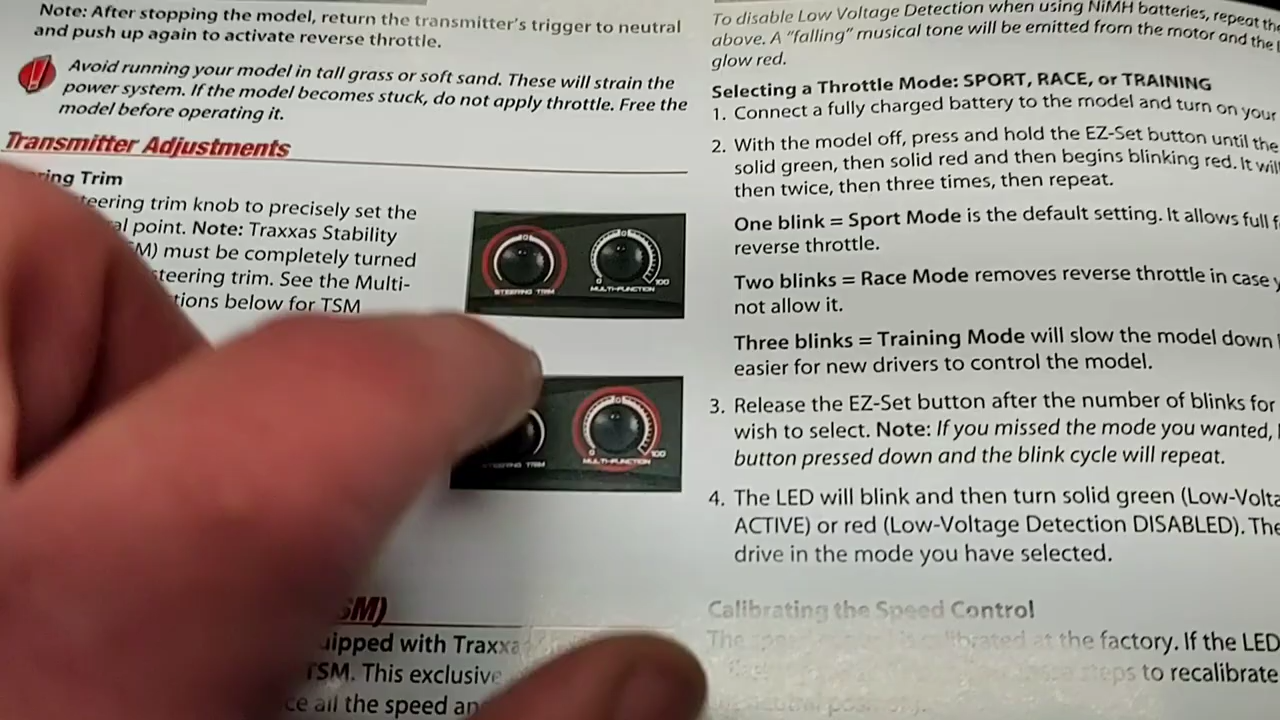 Note: After stopping the model, return the transmitter's trigger to neutral
and push up again to activate reverse throttle.
Avoid running your model in tall grass or soft sand. These will strain the
power system. If the model becomes stuck, do not apply throttle. Free the
model before operating it.
Transmitter Adjustments
ring Trim
teering trim knob to precisely set the
al point. Note: Traxxas Stability
M) must be completely turned
steering trim. See the Multi-
tions below for TSM
0
STEERING TRIM
0
0
100
MULTI-FUNCTION
STEERING TRIM
0
0
100
MULTI-FUNCTION
SM)
uipped with Traxxa
TSM. This exclusive
ce all the speed an
To disable Low Voltage Detection when using NiMH batteries, repeat the
above. A "falling" musical tone will be emitted from the motor and the
glow red.
Selecting a Throttle Mode: SPORT, RACE, or TRAINING
1. Connect a fully charged battery to the model and turn on your
2. With the model off, press and hold the EZ-Set button until the
solid green, then solid red and then begins blinking red. It will
then twice, then three times, then repeat.
One blink = Sport Mode is the default setting. It allows full f
reverse throttle.
Two blinks = Race Mode removes reverse throttle in case y
not allow it.
Three blinks = Training Mode will slow the model down
easier for new drivers to control the model.
3. Release the EZ-Set button after the number of blinks for
wish to select. Note: If you missed the mode you wanted,
button pressed down and the blink cycle will repeat.
4. The LED will blink and then turn solid green (Low-Volta
ACTIVE) or red (Low-Voltage Detection DISABLED). The
drive in the mode you have selected.
Calibrating the Speed Control
The calibrated at the factory. If the LED
steps to recalibrate